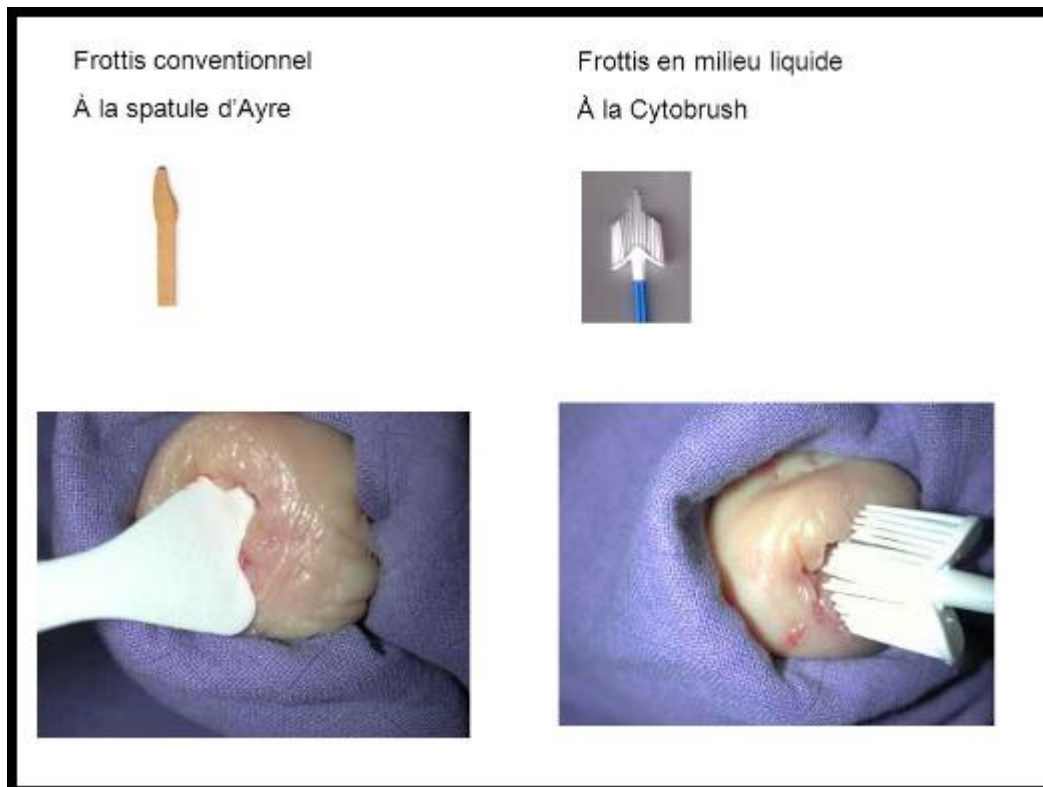 Frottis conventionnel
À la spatule d'Ayre
Frottis en milieu liquide
À la Cytobrush